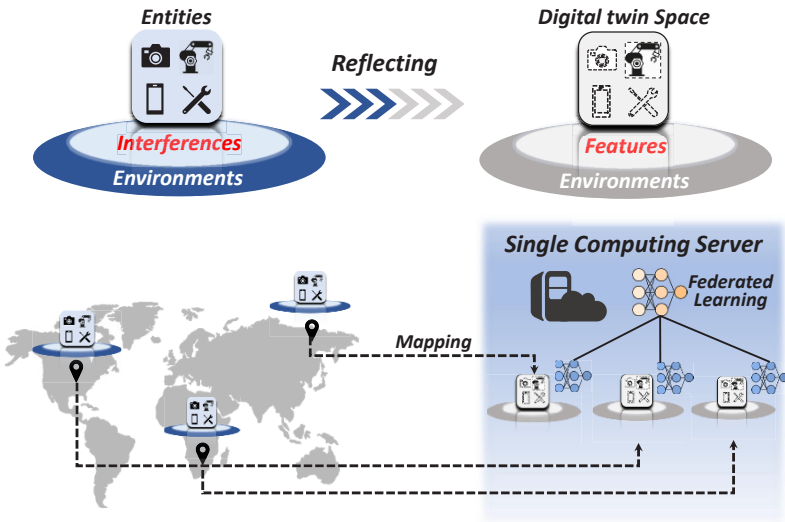 Entities
Digital twin Space
Reflecting
Interferences
Features
Environments
Environments
Single Computing Server
Federated
Learning
Mapping